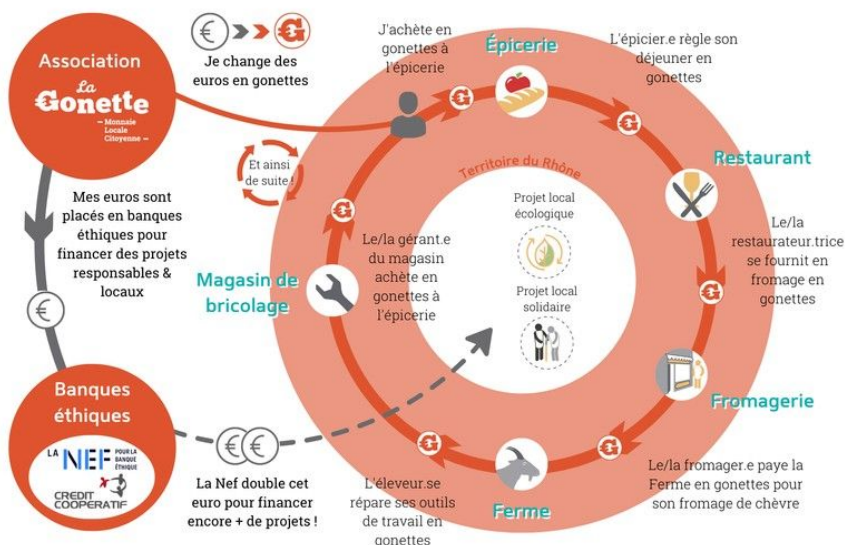 Association
La
Gonette
— Monnaie
Locale
Citoyenne —
€ G
Je change des
euros en gonettes
J'achète en
gonettes à
l'épicerie
Épicerie
L'épicier.e règle son
déjeuner en
gonettes
Restaurant
Le/la
restaurateur.trice
se fournit en
fromage en
gonettes
Fromagerie
Le/la fromager.e paye la
Ferme en gonettes pour
son fromage de chèvre
Ferme
L'éleveur.se
répare ses outils
de travail en
gonettes
Magasin de
bricolage
Le/la gérant.e
du magasin
achète en
gonettes à
l'épicerie
Et ainsi
de suite !
Territoire du Rhône
Projet local
écologique
Projet local
solidaire
Mes euros sont
placés en banques
éthiques pour
financer des projets
responsables &
locaux
€
Banques
éthiques
LA NEF POUR LA
BANQUE
ÉTHIQUE
CREDIT
COOPERATIF
€€
La Nef double cet
euro pour financer
encore + de projets !